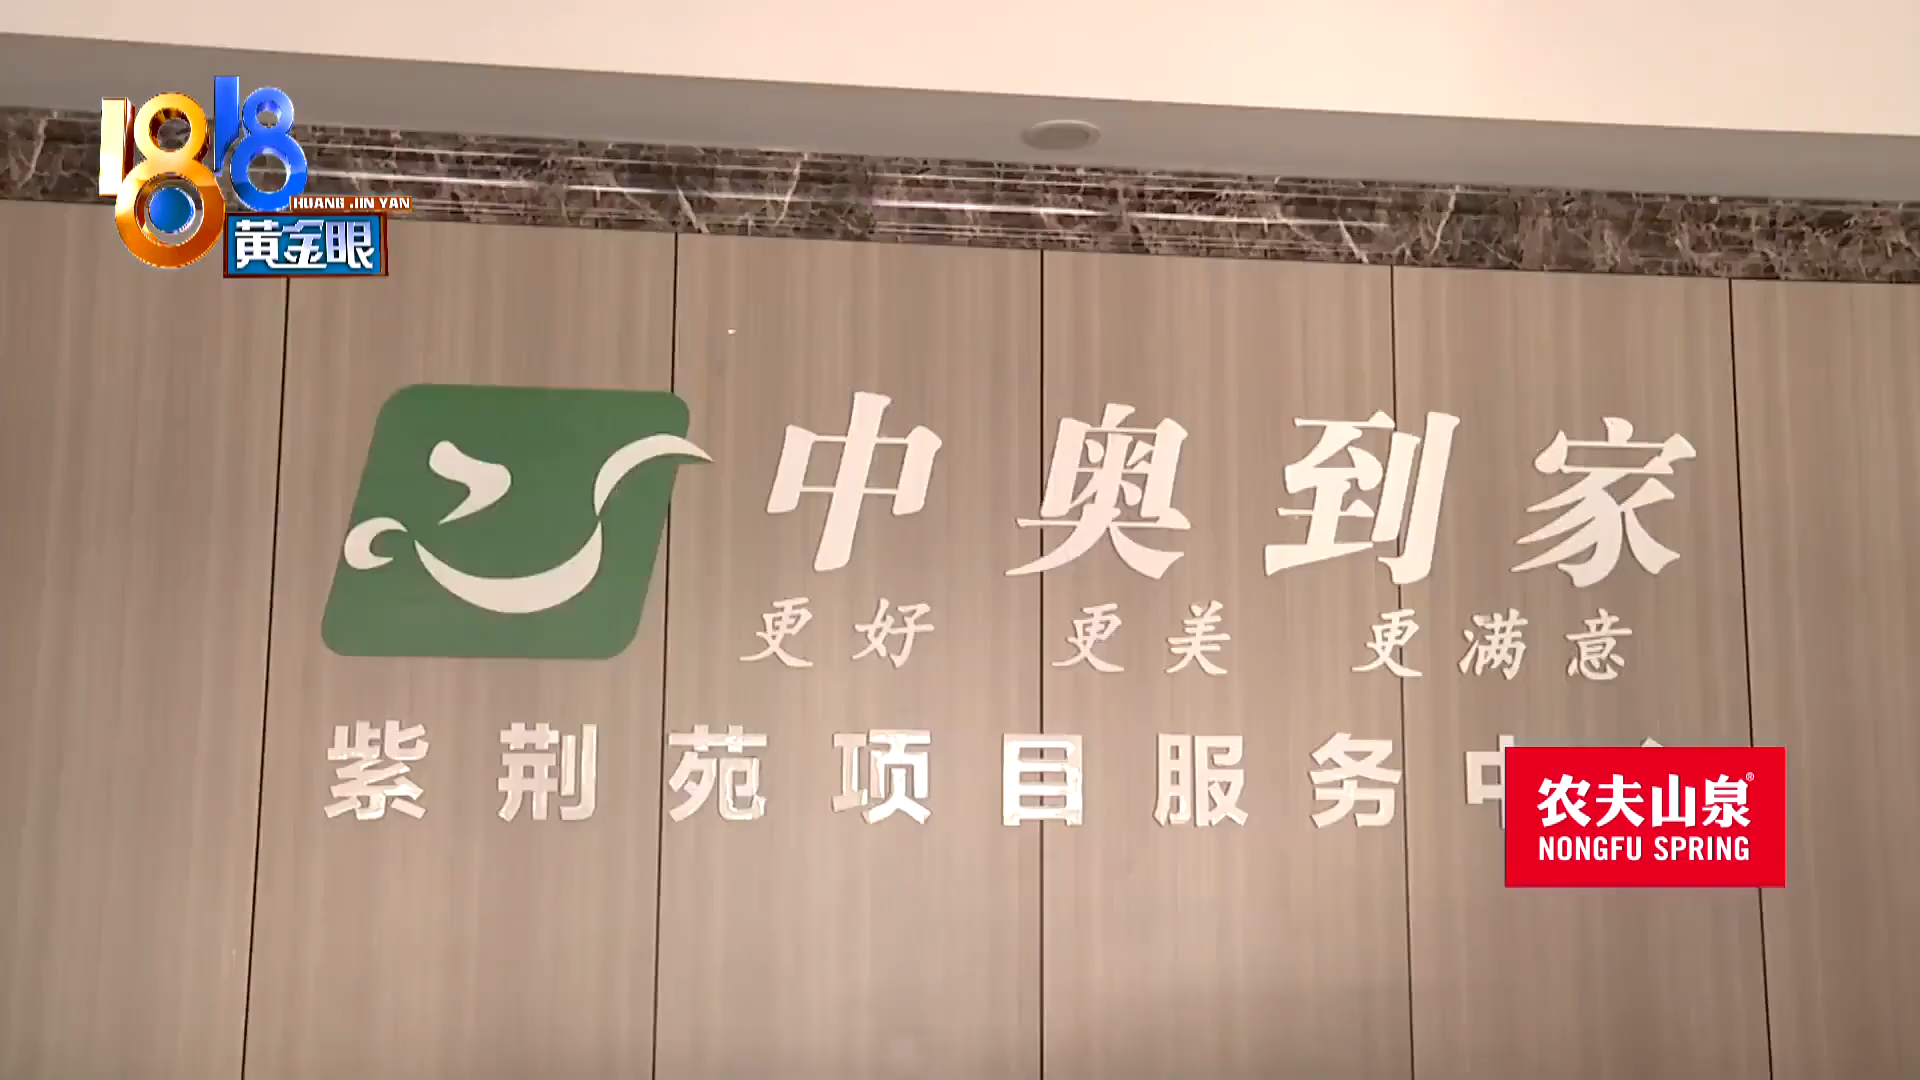 1818
HUANG JIN YAN
黄金眼
中奥到家
更好 更美 更满意
紫荆苑项目服务中
农夫山泉®
NONGFU SPRING